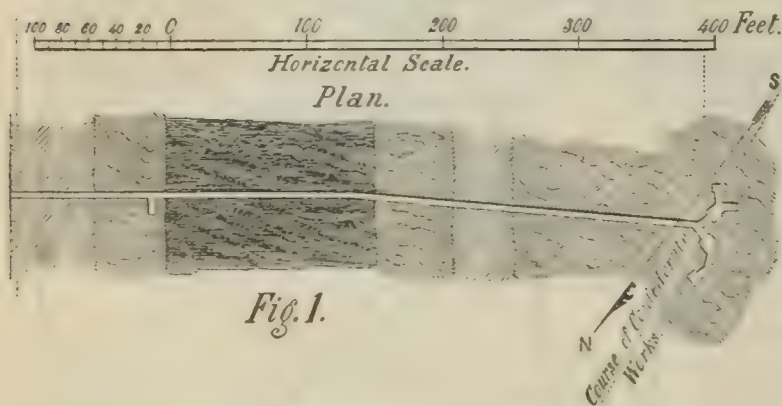 100 80 60 40 20 0 100 200 300 400 Feet.
Horizontal Scale.
Plan.
S
Fig. 1.
N
Course of Confederate
Works.